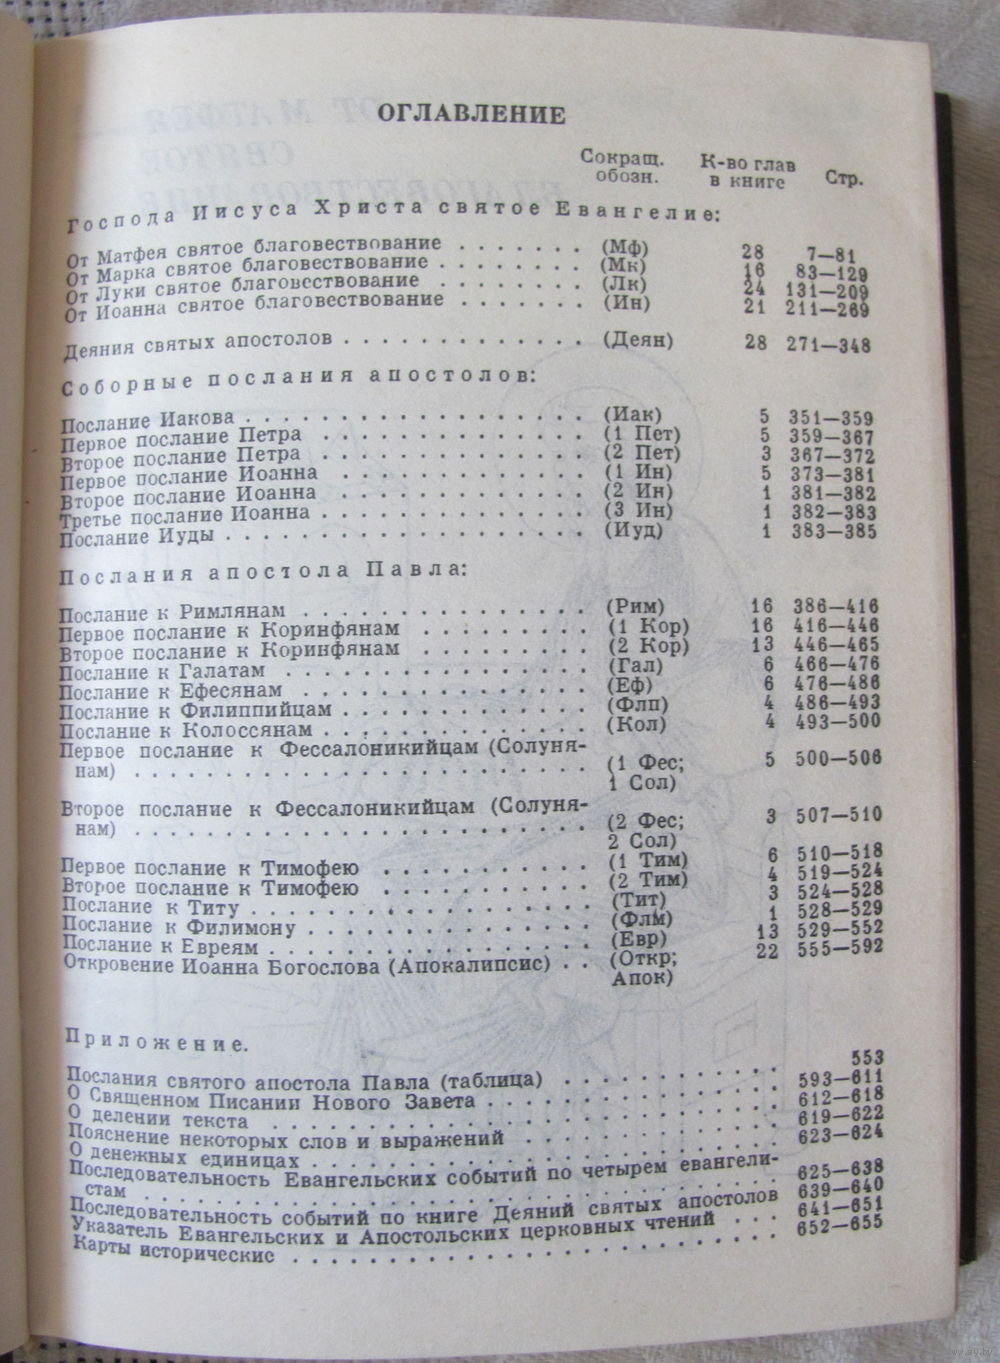 ОГЛАВЛЕНИЕ
Сокращ. обозн. К-во глав в книге Стр.
Господа Иисуса Христа святое Евангелие:
От Матфея святое благовествование . . . . . . . (Мф) 28 7—81
От Марка святое благовествование . . . . . . . . (Мк) 16 83—129
От Луки святое благовествование . . . . . . . . (Лк) 24 131—209
От Иоанна святое благовествование . . . . . . . (Ин) 21 211—269
Деяния святых апостолов . . . . . . . . . . . . . (Деян) 28 271—348
Соборные послания апостолов:
Послание Иакова . . . . . . . . . . . . . . . . . . (Иак) 5 351—359
Первое послание Петра . . . . . . . . . . . . . . (1 Пет) 5 359—367
Второе послание Петра . . . . . . . . . . . . . . (2 Пет) 3 367—372
Первое послание Иоанна . . . . . . . . . . . . . (1 Ин) 5 373—381
Второе послание Иоанна . . . . . . . . . . . . . . (2 Ин) 1 381—382
Третье послание Иоанна . . . . . . . . . . . . . . (3 Ин) 1 382—383
Послание Иуды . . . . . . . . . . . . . . . . . . . (Иуд) 1 383—385
Послания апостола Павла:
Послание к Римлянам . . . . . . . . . . . . . . . (Рим) 16 386—416
Первое послание к Коринфянам . . . . . . . . . (1 Кор) 16 416—446
Второе послание к Коринфянам . . . . . . . . . (2 Кор) 13 446—465
Послание к Галатам . . . . . . . . . . . . . . . . (Гал) 6 466—476
Послание к Ефесянам . . . . . . . . . . . . . . . (Еф) 6 476—486
Послание к Филиппийцам . . . . . . . . . . . . . (Флп) 4 486—493
Послание к Колоссянам . . . . . . . . . . . . . . (Кол) 4 493—500
Первое послание к Фессалоникийцам (Солуня-
нам) . . . . . . . . . . . . . . . . . . . . . . . . (1 Фес; 5 500—506
1 Сол)
Второе послание к Фессалоникийцам (Солуня-
нам) . . . . . . . . . . . . . . . . . . . . . . . . (2 Фес; 3 507—510
2 Сол)
Первое послание к Тимофею . . . . . . . . . . . (1 Тим) 6 510—518
Второе послание к Тимофею . . . . . . . . . . . (2 Тим) 4 519—524
Послание к Титу . . . . . . . . . . . . . . . . . . (Тит) 3 524—528
Послание к Филимону . . . . . . . . . . . . . . . (Флм) 1 528—529
Послание к Евреям . . . . . . . . . . . . . . . . . (Евр) 13 529—552
Откровение Иоанна Богослова (Апокалипсис) . . (Откр; 22 555—592
Апок)
Приложение.
Послания святого апостола Павла (таблица) . . . . . . . . . . . . 553
О Священном Писании Нового Завета . . . . . . . . . . . . . . . . 593—611
О делении текста . . . . . . . . . . . . . . . . . . . . . . . . . . . 612—618
Пояснение некоторых слов и выражений . . . . . . . . . . . . . . 619—622
О денежных единицах . . . . . . . . . . . . . . . . . . . . . . . . . 623—624
Последовательность Евангельских событий по четырем евангели-
стам . . . . . . . . . . . . . . . . . . . . . . . . . . . . . . . . . 625—638
Последовательность событий по книге Деяний святых апостолов 639—640
Указатель Евангельских и Апостольских церковных чтений . . . 641—651
Карты исторические . . . . . . . . . . . . . . . . . . . . . . . . . . 652—655